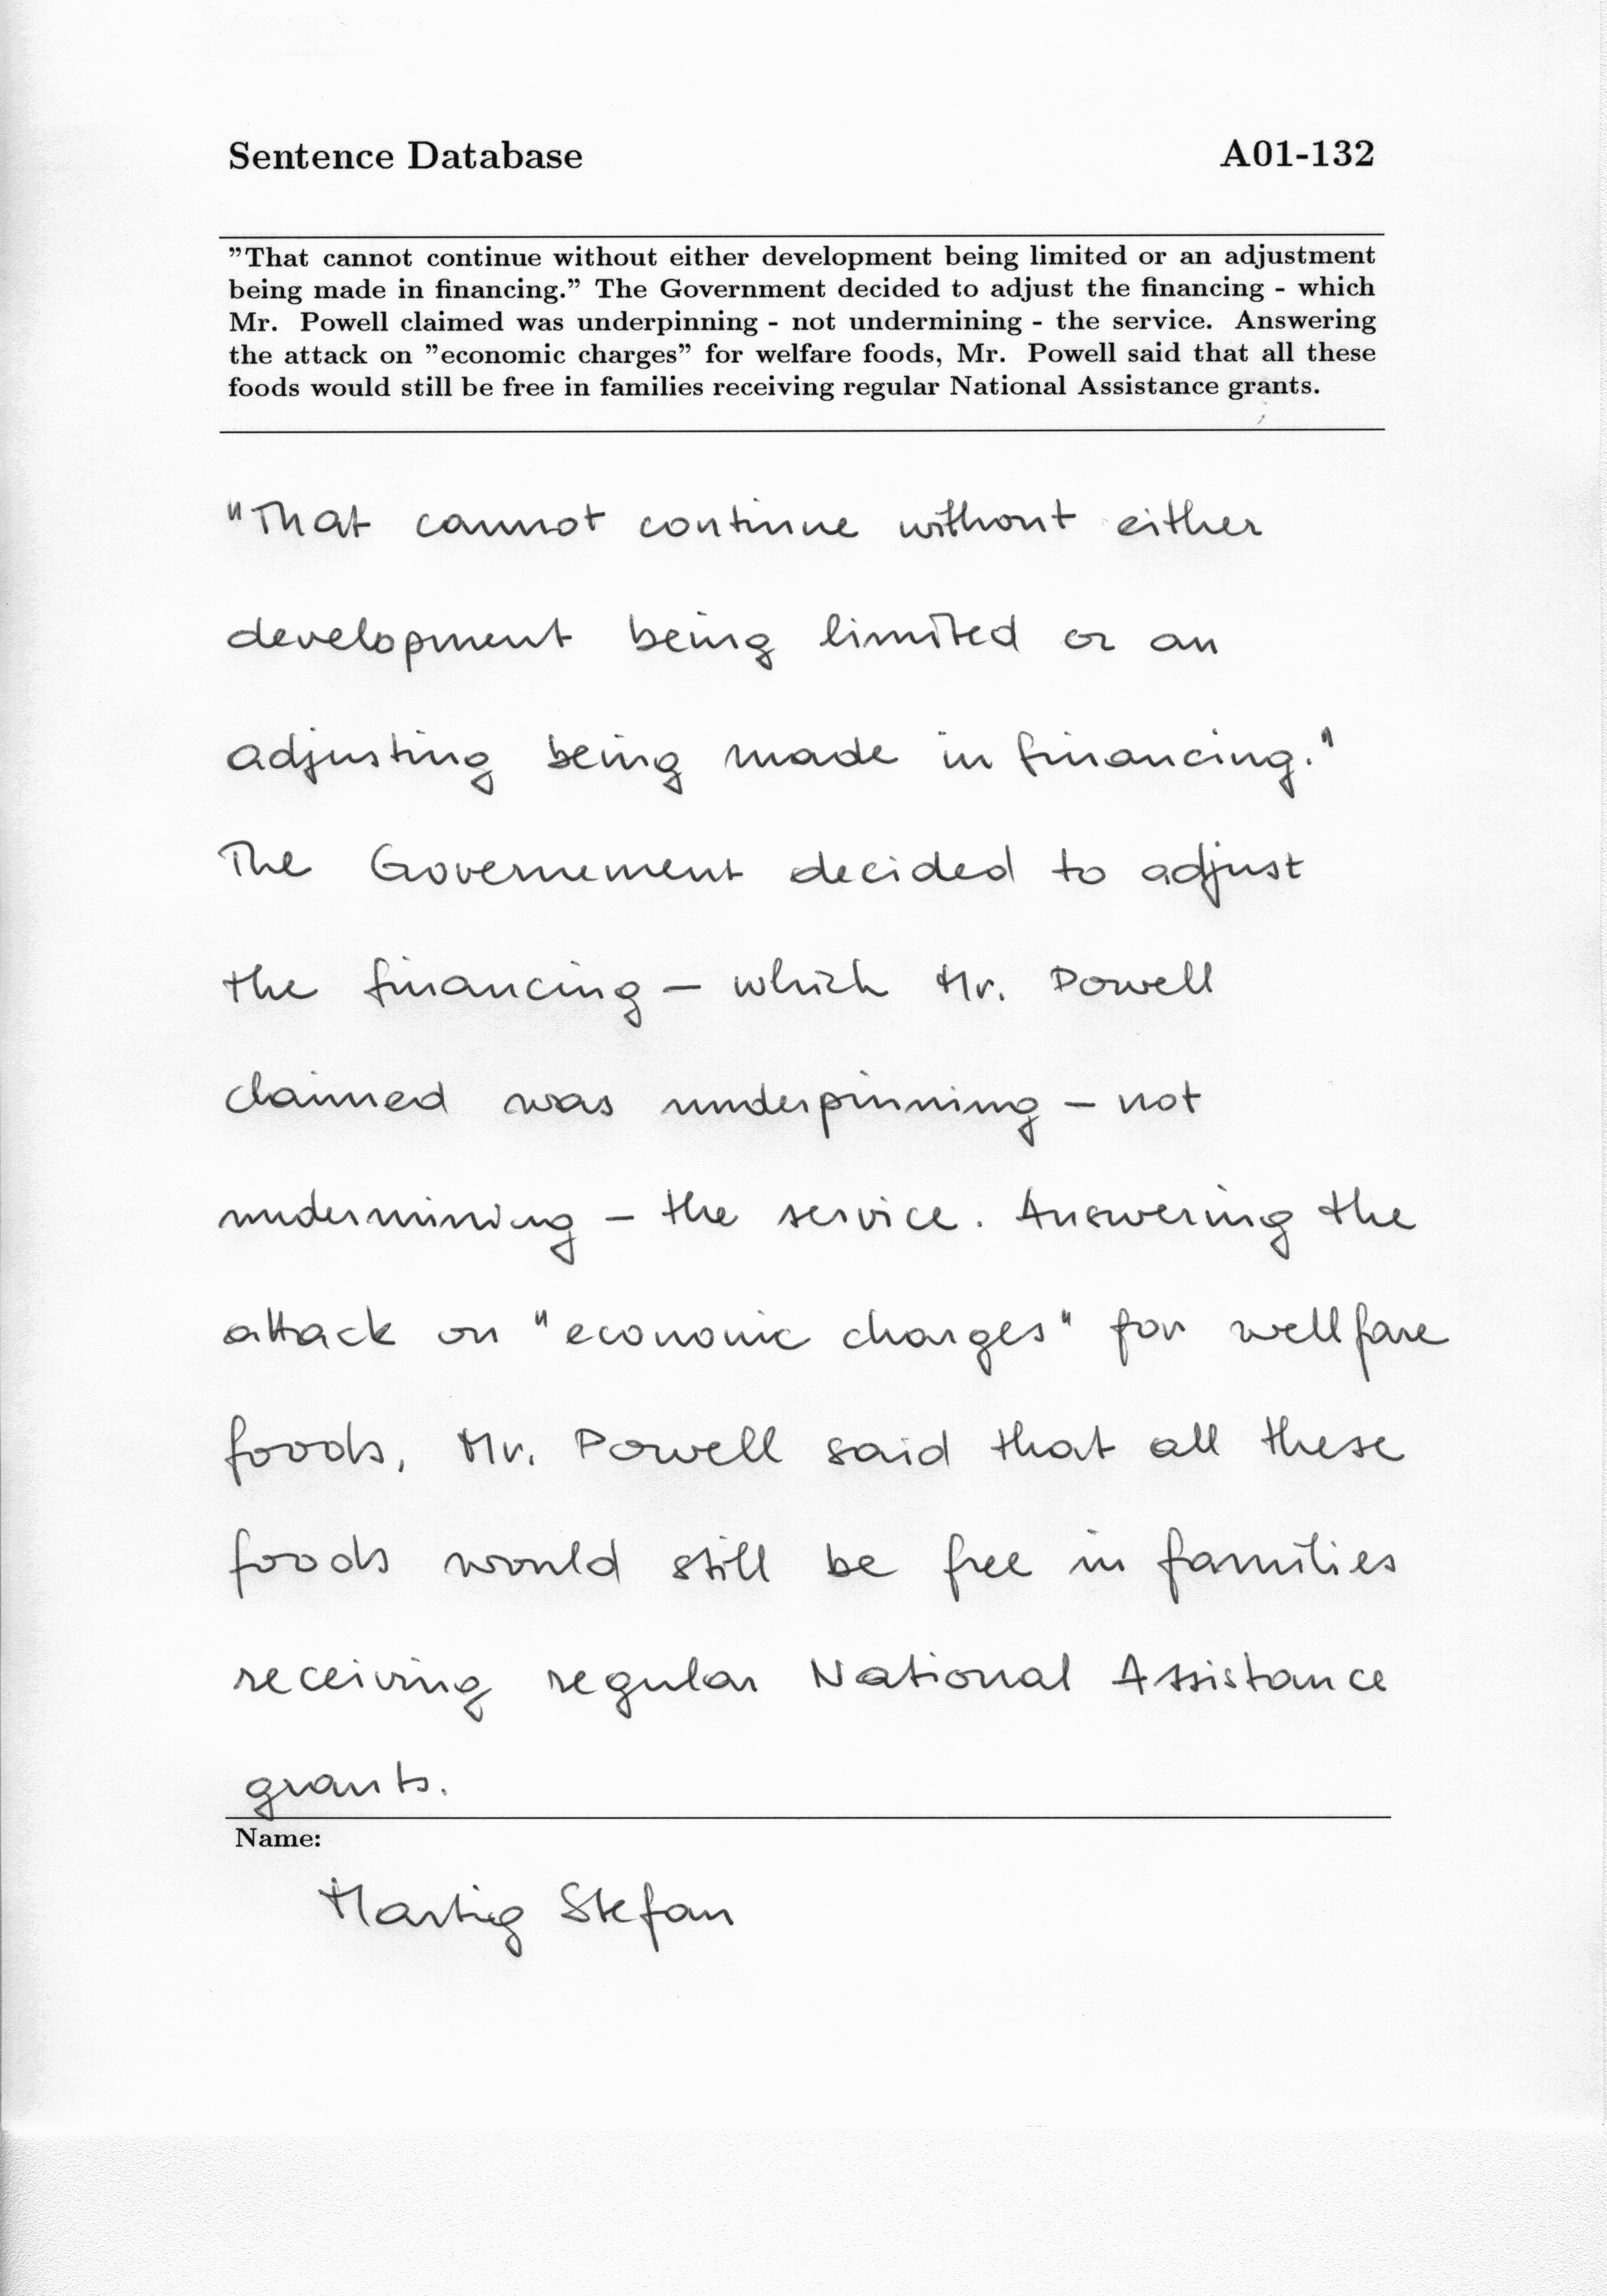 Sentence Database A01-132
"That cannot continue without either development being limited or an adjustment
being made in financing." The Government decided to adjust the financing - which
Mr. Powell claimed was underpinning - not undermining - the service. Answering
the attack on "economic charges" for welfare foods, Mr. Powell said that all these
foods would still be free in families receiving regular National Assistance grants.
"That cannot continue without either
development being limited or an
adjusting being made in financing."
The Governement decided to adjust
the financing – which Mr. Powell
claimed was underpinning – not
undermining – the service. Answering the
attack on "economic charges" for wellfare
foods, Mr. Powell said that all these
foods would still be free in families
receiving regular National Assistance
grants.
Name:
Martig Stefan